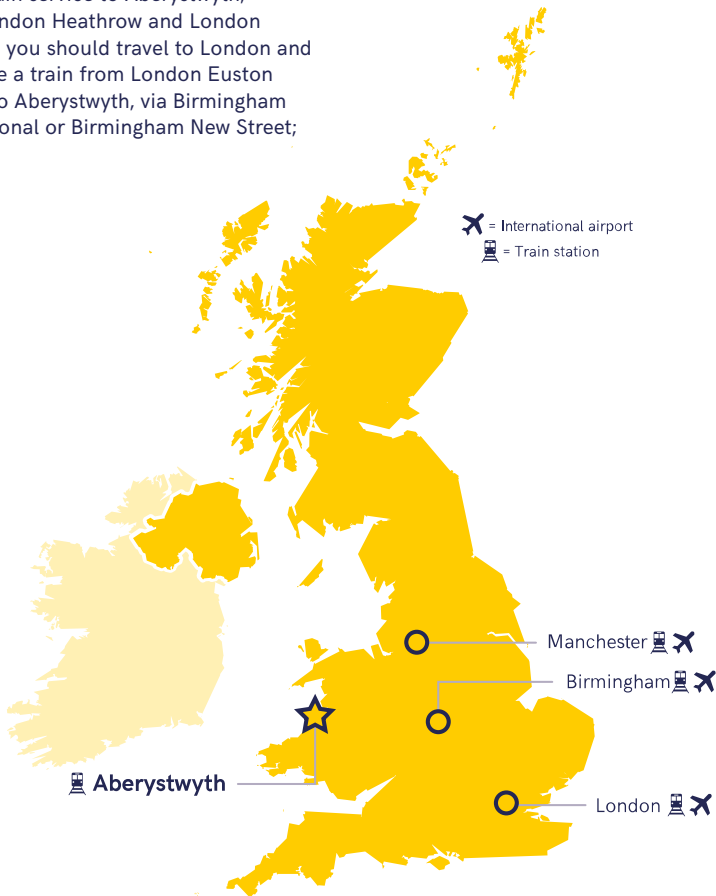 ndon Heathrow and London
you should travel to London and
e a train from London Euston
o Aberystwyth, via Birmingham
onal or Birmingham New Street;
= International airport
= Train station
Manchester
Birmingham
Aberystwyth
London